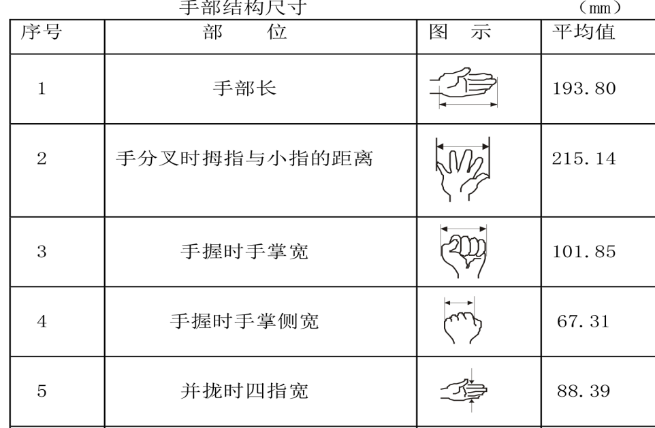 手部结构尺寸 （mm）
序号 部 位 图 示 平均值
1 手部长 193.80
2 手分叉时拇指与小指的距离 215.14
3 手握时手掌宽 101.85
4 手握时手掌侧宽 67.31
5 并拢时四指宽 88.39